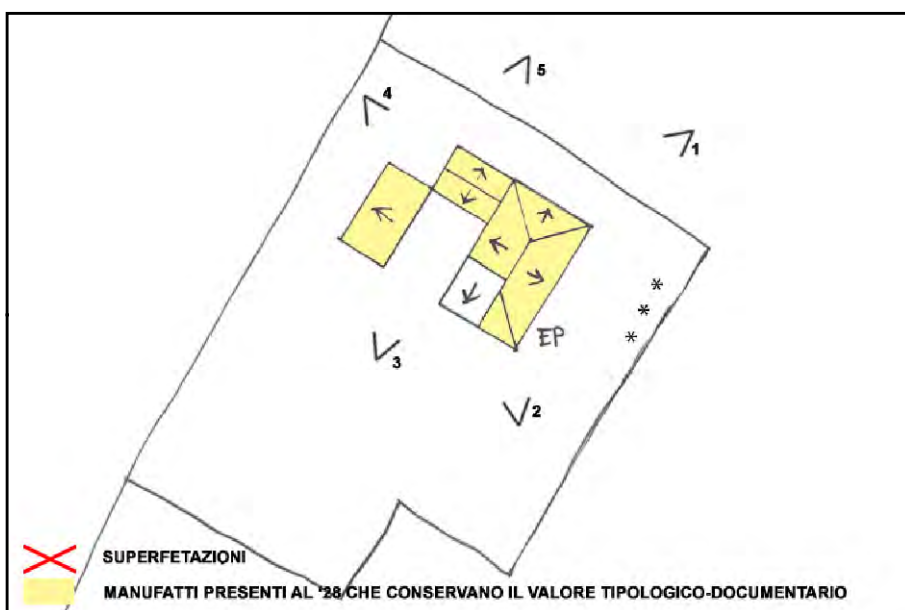 5
4
1
* * *
EP
3
2
SUPERFETAZIONI
MANUFATTI PRESENTI AL '28 CHE CONSERVANO IL VALORE TIPOLOGICO-DOCUMENTARIO